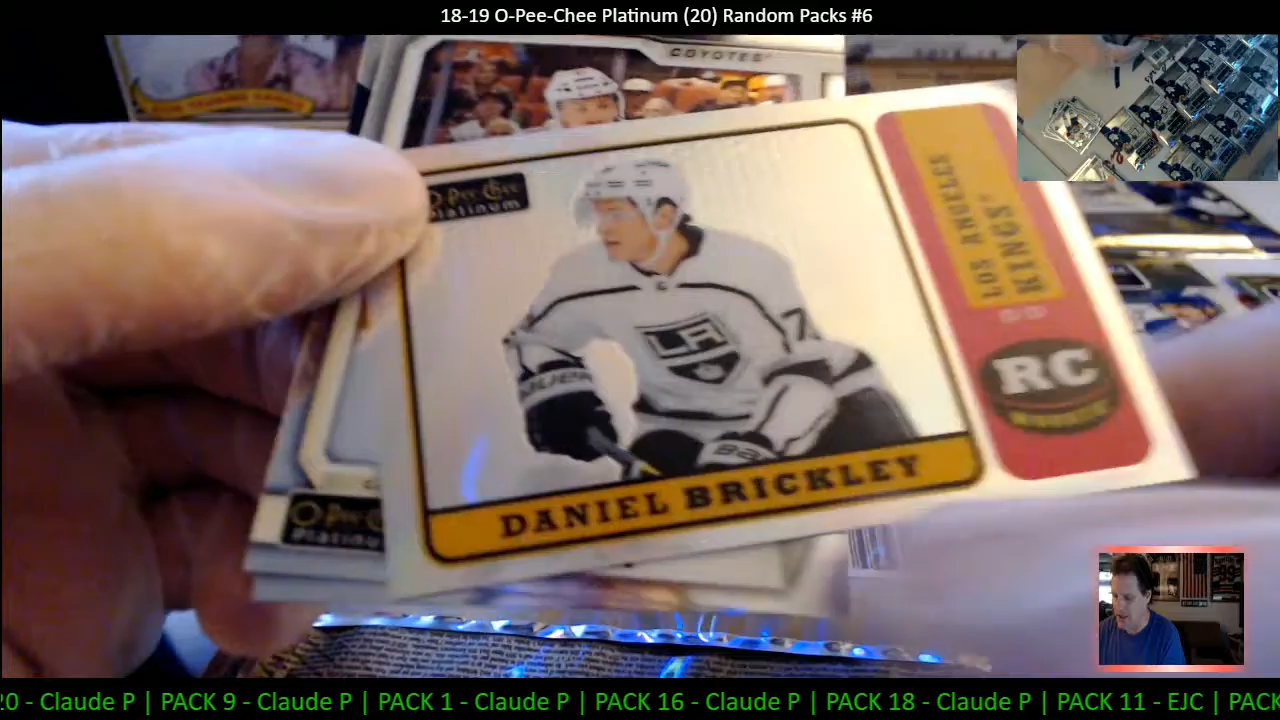 18-19 O-Pee-Chee Platinum (20) Random Packs #6
COYOTES
O-Pee-Chee
Platinum
LOS ANGELES
KINGS
RC
DANIEL BRICKLEY
Platinum
20 - Claude P | PACK 9 - Claude P | PACK 1 - Claude P | PACK 16 - Claude P | PACK 18 - Claude P | PACK 11 - EJC | PACK